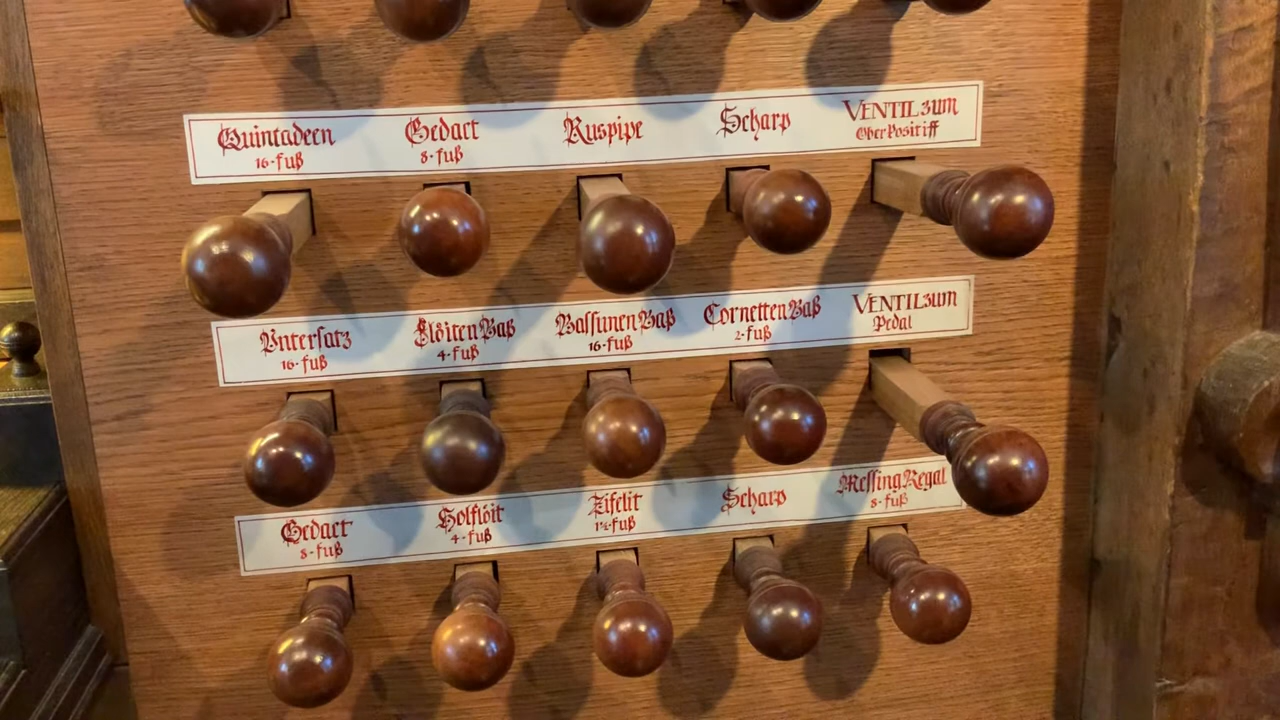 Quintadeen Gedact Ruspipe Scharp VENTIL zum
16·fuß 8·fuß Ober Positiff
Vntersatz Flöiten Baß Bassunen Baß Cornetten Baß VENTIL zum
16·fuß 4·fuß 16·fuß 2·fuß Pedal
Gedact Holflöit Zifelit Scharp Messing Regal
8·fuß 4·fuß 1½·fuß 8·fuß